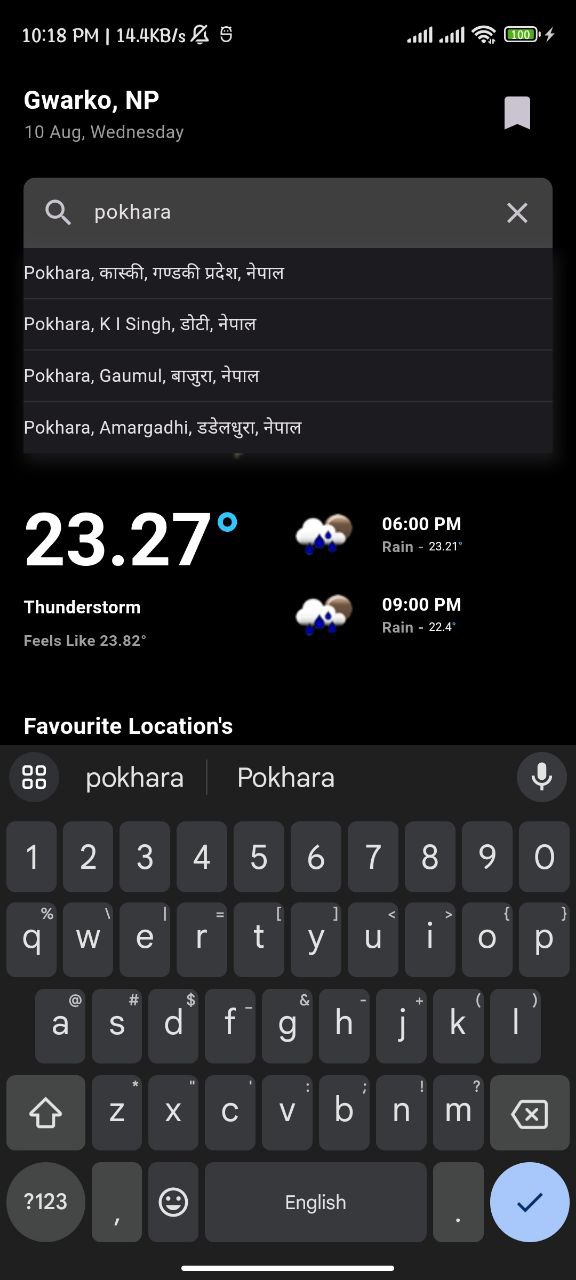 10:18 PM | 14.4KB/s 100
Gwarko, NP
10 Aug, Wednesday
pokhara
Pokhara, कास्की, गण्डकी प्रदेश, नेपाल
Pokhara, K I Singh, डोटी, नेपाल
Pokhara, Gaumul, बाजुरा, नेपाल
Pokhara, Amargadhi, डडेलधुरा, नेपाल
23.27°
06:00 PM
Rain - 23.21°
Thunderstorm
09:00 PM
Feels Like 23.82°
Rain - 22.4°
Favourite Location's
pokhara Pokhara
1 2 3 4 5 6 7 8 9 0
% \ | = [ ] < > { }
q w e r t y u i o p
@ # $ _ & - + ( )
a s d f g h j k l
* " ' : ; ! ?
z x c v b n m
?123 , English .